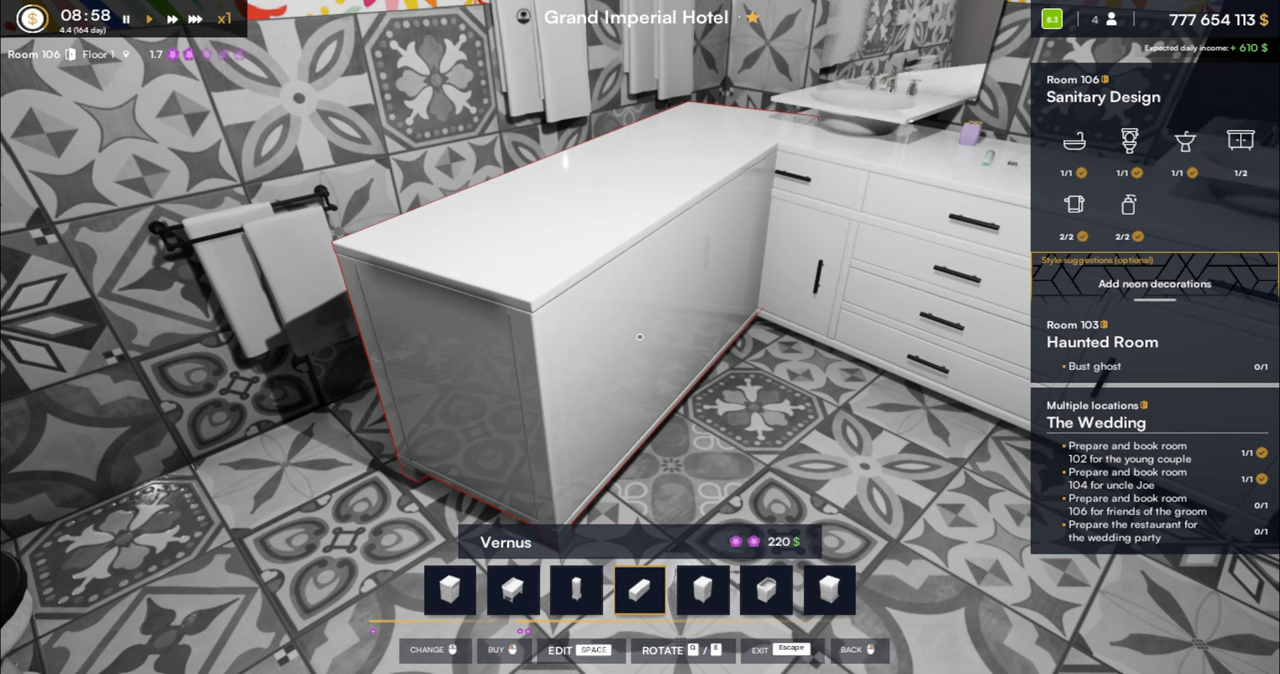 08:58
x1
4.4 (164 day)
Room 106 Floor 1 1.7
Grand Imperial Hotel
8.3 4 777 654 113 $
Expected daily income: + 610 $
Room 106
Sanitary Design
1/1 1/1 1/1 1/2
2/2 2/2
Style suggestions (optional)
Add neon decorations
Room 103
Haunted Room
Bust ghost 0/1
Multiple locations
The Wedding
Prepare and book room
102 for the young couple 1/1
Prepare and book room
104 for uncle Joe 1/1
Prepare and book room
106 for friends of the groom 0/1
Prepare the restaurant for
the wedding party 0/1
Vernus 220 $
CHANGE BUY EDIT SPACE ROTATE Q / E EXIT Escape BACK